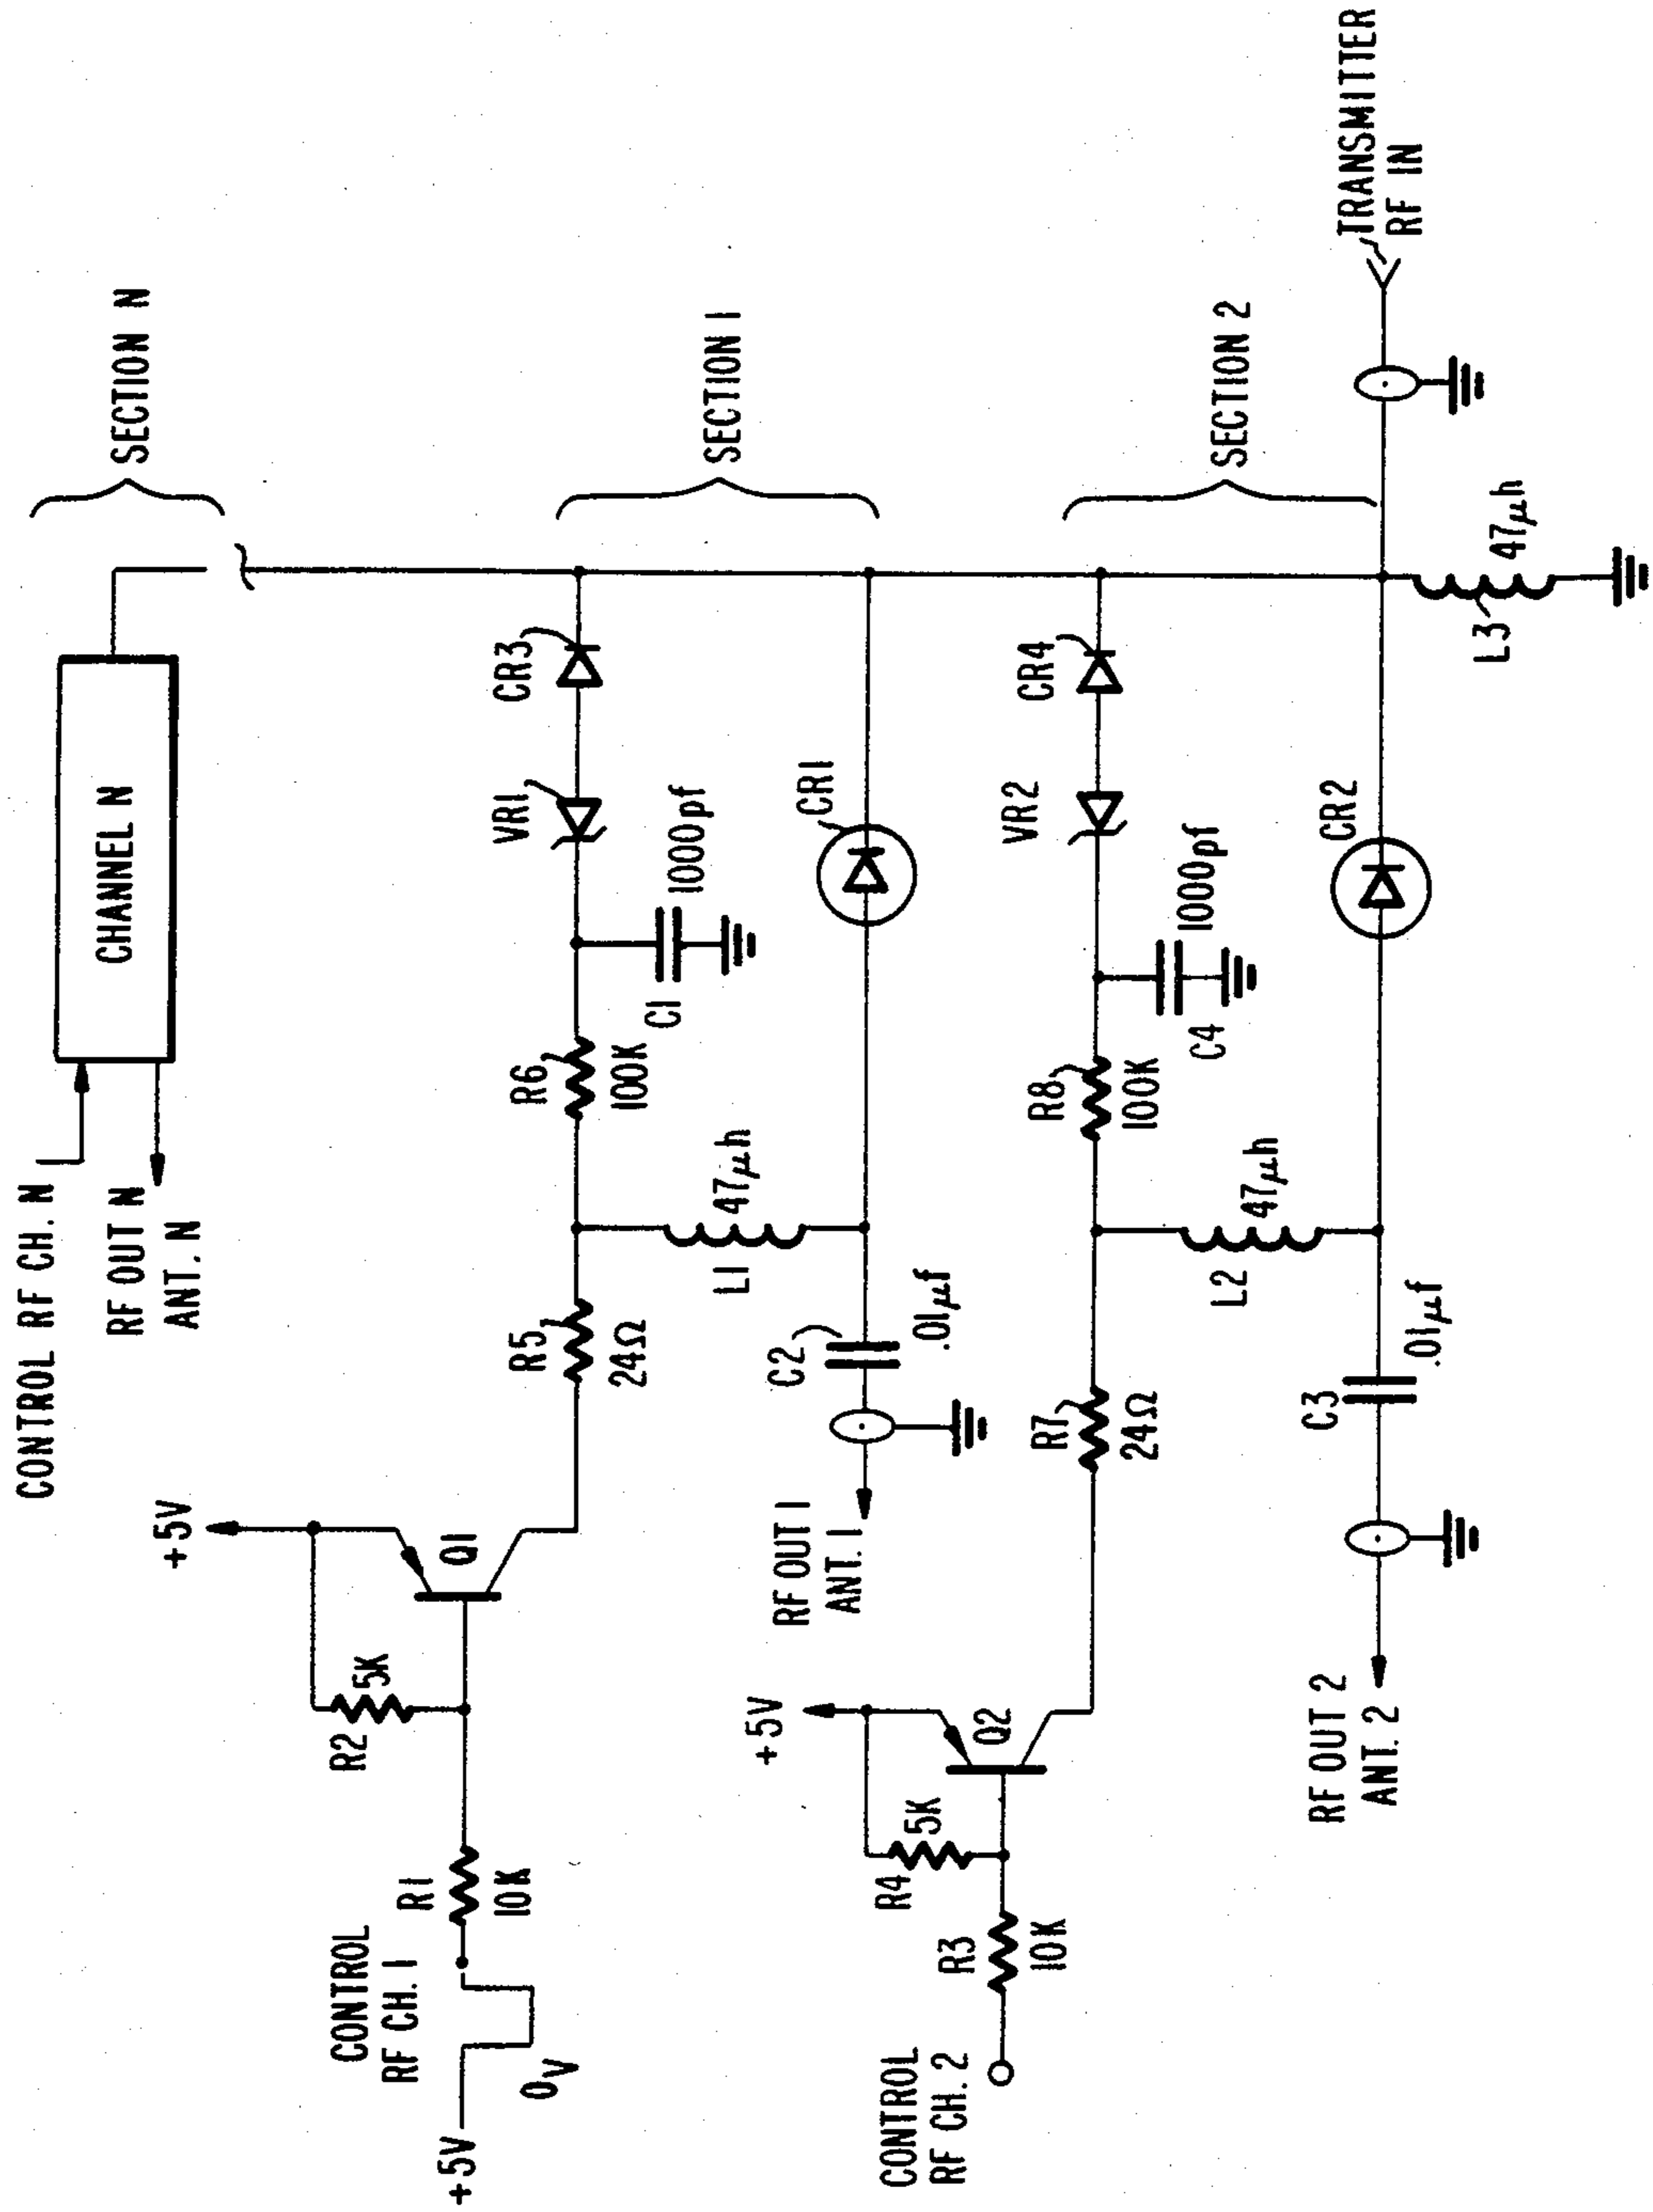 CONTROL RF CH. N
RF OUT N
ANT. N
CHANNEL N
SECTION N
+5V
R2
5K
Q1
CONTROL
RF CH. 1
+5V
0V
R1
10K
R5
24Ω
R6
100K
VR1
CR3
C1
1000pf
L1
47μh
C2
.01μf
CR1
RF OUT 1
ANT. 1
SECTION 1
+5V
R4
5K
Q2
CONTROL
RF CH. 2
R3
10K
R7
24Ω
R8
100K
VR2
CR4
C4
1000pf
L2
47μh
C3
.01μf
CR2
RF OUT 2
ANT. 2
SECTION 2
L3
47μh
TRANSMITTER
RF IN